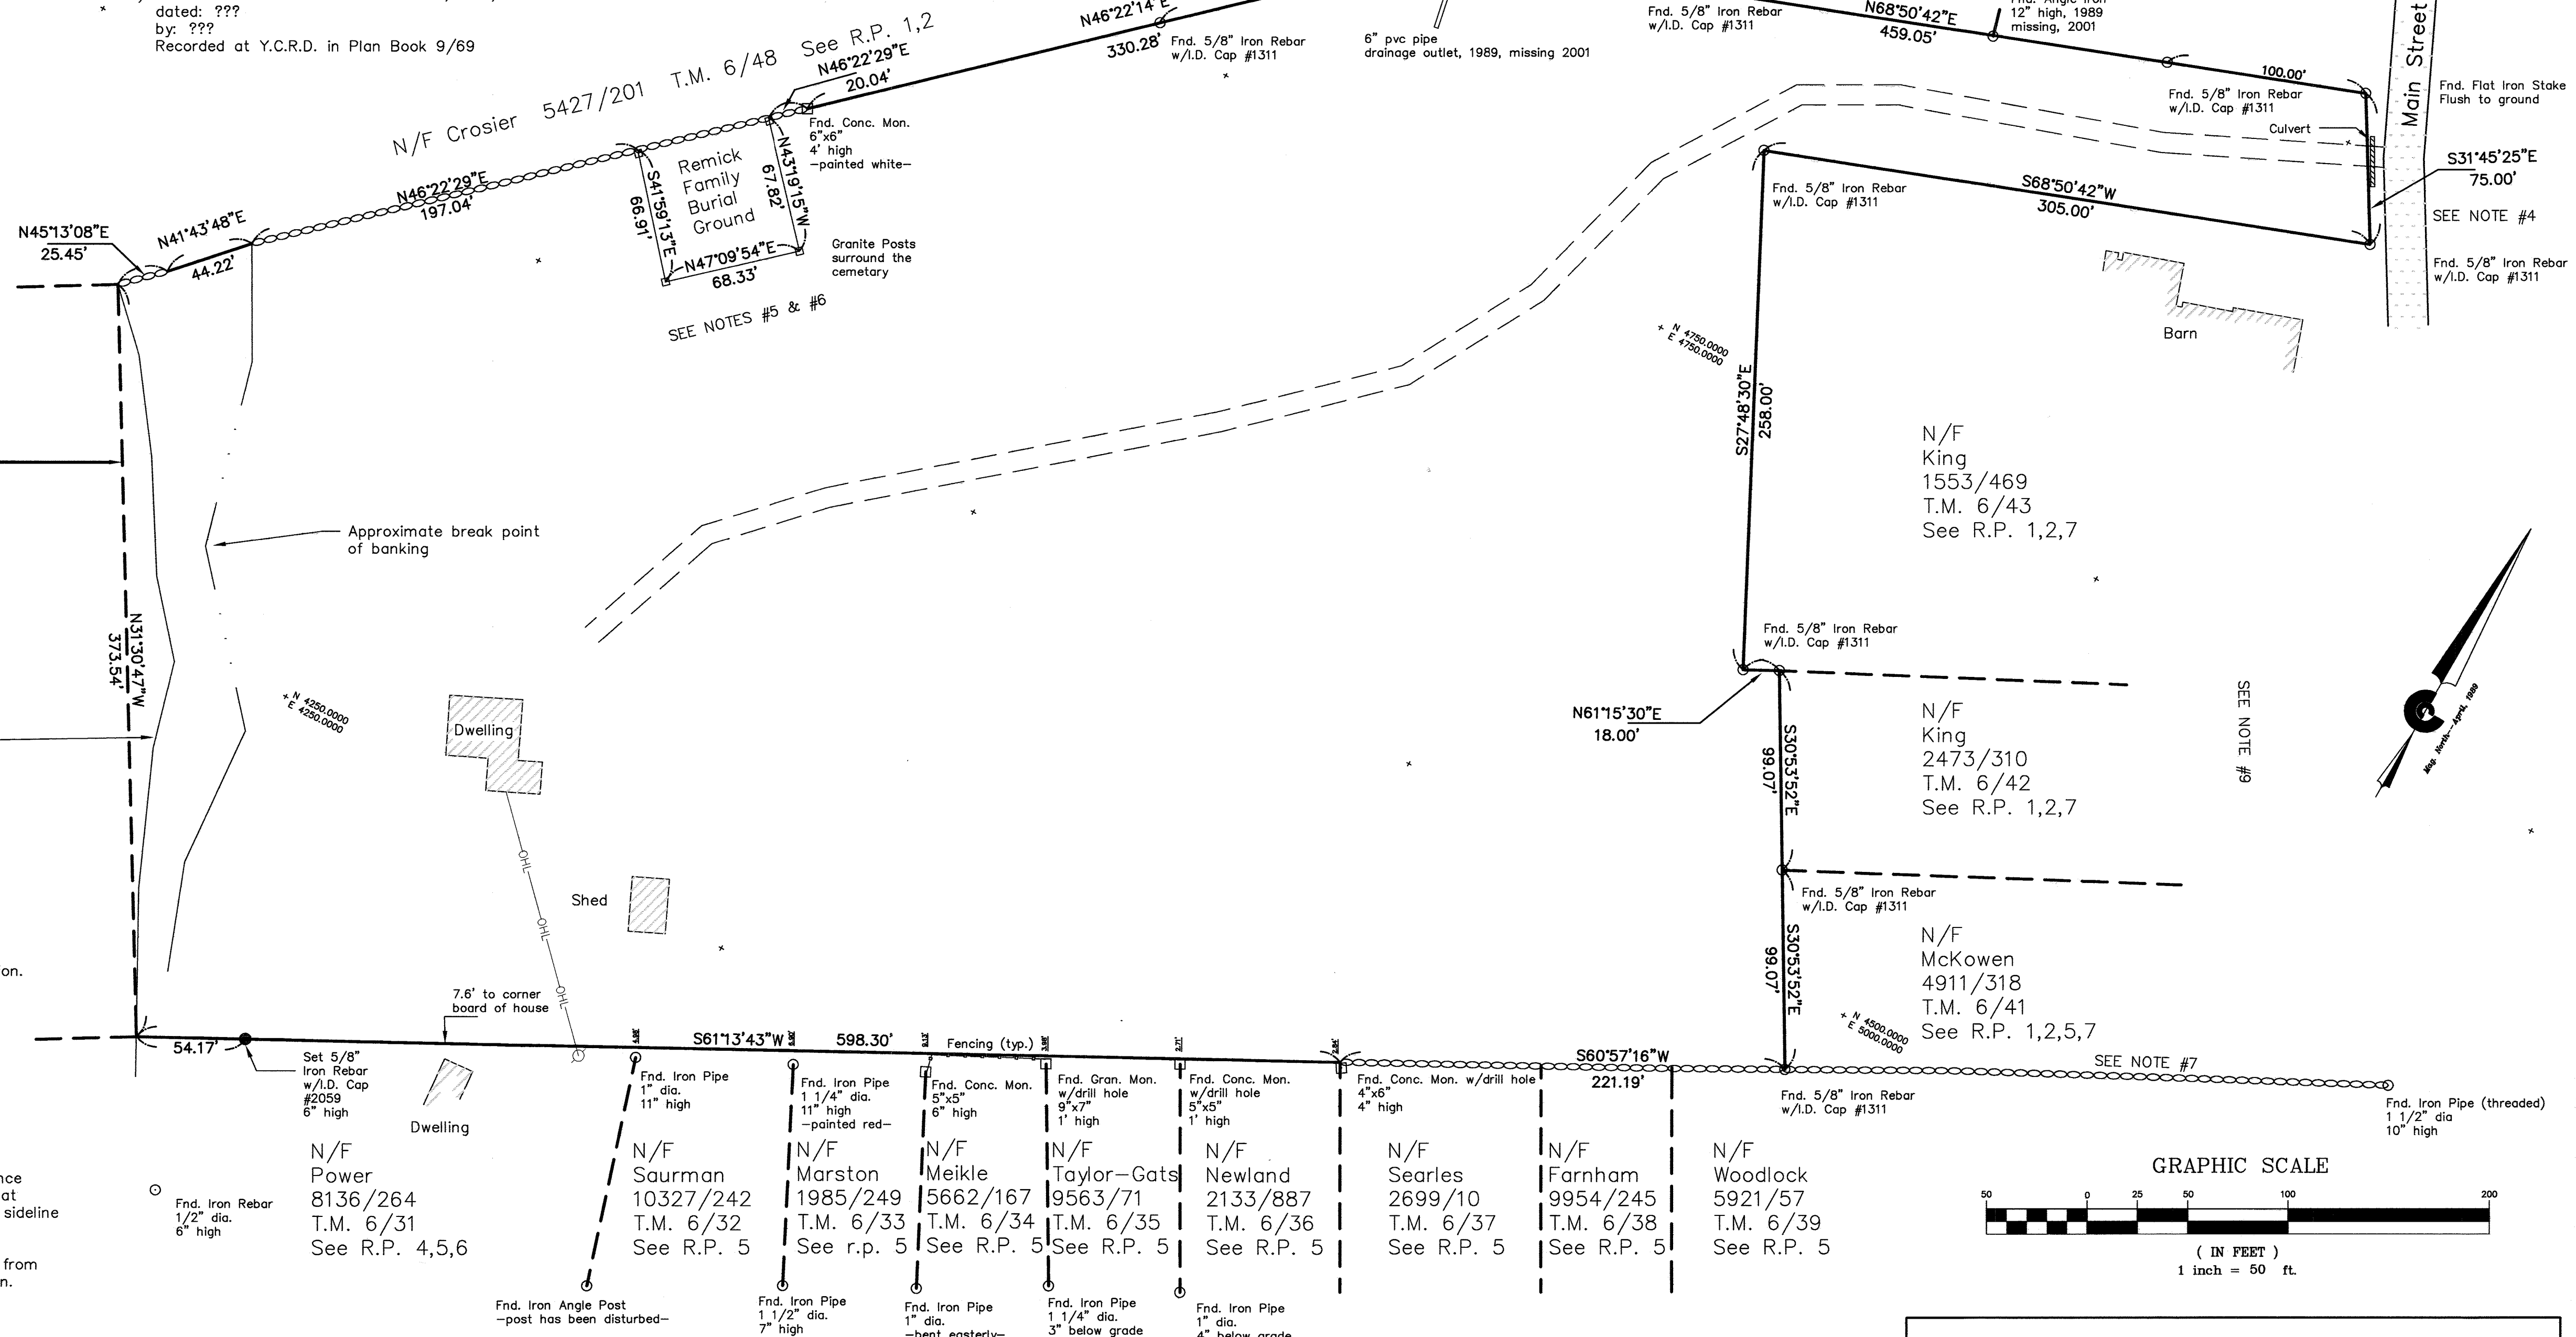 dated: ???
by: ???
Recorded at Y.C.R.D. in Plan Book 9/69
N/F Crosier 5427/201 T.M. 6/48 See R.P. 1,2
N46°22'29"E
20.04'
N46°22'14"E
330.28'
Fnd. 5/8" Iron Rebar
w/I.D. Cap #1311
6" pvc pipe
drainage outlet, 1989, missing 2001
Fnd. 5/8" Iron Rebar
w/I.D. Cap #1311
N68°50'42"E
459.05'
Fnd. Angle Iron
12" high, 1989
missing, 2001
100.00'
Fnd. 5/8" Iron Rebar
w/I.D. Cap #1311
Main Street
Fnd. Flat Iron Stake
Flush to ground
Culvert
S31°45'25"E
75.00'
SEE NOTE #4
Fnd. 5/8" Iron Rebar
w/I.D. Cap #1311
Fnd. Conc. Mon.
6"x6"
4' high
-painted white-
Remick
Family
Burial
Ground
N43°19'15"W
67.82'
S41°59'13"E
66.91'
N47°09'54"E
68.33'
Granite Posts
surround the
cemetary
SEE NOTES #5 & #6
N46°22'29"E
197.04'
N41°43'48"E
44.22'
N45°13'08"E
25.45'
Fnd. 5/8" Iron Rebar
w/I.D. Cap #1311
S68°50'42"W
305.00'
Barn
N 4750.0000
E 4750.0000
S27°48'30"E
258.00'
N/F
King
1553/469
T.M. 6/43
See R.P. 1,2,7
Approximate break point
of banking
N31°30'47"W
373.54'
N 4250.0000
E 4250.0000
Dwelling
OHL
OHL
OHL
Shed
Fnd. 5/8" Iron Rebar
w/I.D. Cap #1311
N61°15'30"E
18.00'
S30°53'52"E
99.07'
N/F
King
2473/310
T.M. 6/42
See R.P. 1,2,7
SEE NOTE #9
Mag. North---April, 1989
Fnd. 5/8" Iron Rebar
w/I.D. Cap #1311
S30°53'52"E
99.07'
N/F
McKowen
4911/318
T.M. 6/41
See R.P. 1,2,5,7
N 4500.0000
E 5000.0000
SEE NOTE #7
on.
7.6' to corner
board of house
54.17'
Set 5/8"
Iron Rebar
w/I.D. Cap
#2059
6" high
Dwelling
S61°13'43"W 598.30'
Fencing (typ.)
2.71'
S60°57'16"W
221.19'
Fnd. Iron Pipe
1" dia.
11" high
Fnd. Iron Pipe
1 1/4" dia.
11" high
-painted red-
Fnd. Conc. Mon.
5"x5"
6" high
Fnd. Gran. Mon.
w/drill hole
9"x7"
1' high
Fnd. Conc. Mon.
w/drill hole
5"x5"
1' high
Fnd. Conc. Mon. w/drill hole
4"x6"
4" high
Fnd. 5/8" Iron Rebar
w/I.D. Cap #1311
Fnd. Iron Pipe (threaded)
1 1/2" dia
10" high
nce
at
sideline
from
n.
Fnd. Iron Rebar
1/2" dia.
6" high
N/F
Power
8136/264
T.M. 6/31
See R.P. 4,5,6
N/F
Saurman
10327/242
T.M. 6/32
See R.P. 5
N/F
Marston
1985/249
T.M. 6/33
See r.p. 5
N/F
Meikle
5662/167
T.M. 6/34
See R.P. 5
N/F
Taylor-Gats
9563/71
T.M. 6/35
See R.P. 5
N/F
Newland
2133/887
T.M. 6/36
See R.P. 5
N/F
Searles
2699/10
T.M. 6/37
See R.P. 5
N/F
Farnham
9954/245
T.M. 6/38
See R.P. 5
N/F
Woodlock
5921/57
T.M. 6/39
See R.P. 5
GRAPHIC SCALE
50 0 25 50 100 200
( IN FEET )
1 inch = 50 ft.
Fnd. Iron Angle Post
-post has been disturbed-
Fnd. Iron Pipe
1 1/2" dia.
7" high
Fnd. Iron Pipe
1" dia.
-bent easterly-
Fnd. Iron Pipe
1 1/4" dia.
3" below grade
Fnd. Iron Pipe
1" dia.
4" below grade